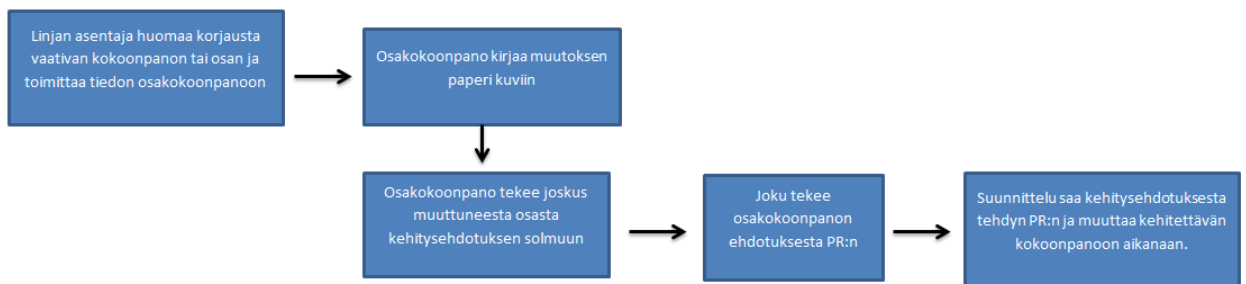 Linjan asentaja huomaa korjausta
vaativan kokoonpanon tai osan ja
toimittaa tiedon osakokoonpanoon
Osakokoonpano kirjaa muutoksen
paperi kuviin
Osakokoonpano tekee joskus
muuttuneesta osasta
kehitysehdotuksen solmuun
Joku tekee
osakokoonpanon
ehdotuksesta PR:n
Suunnittelu saa kehitysehdotuksesta
tehdyn PR:n ja muuttaa kehitettävän
kokoonpanoon aikanaan.